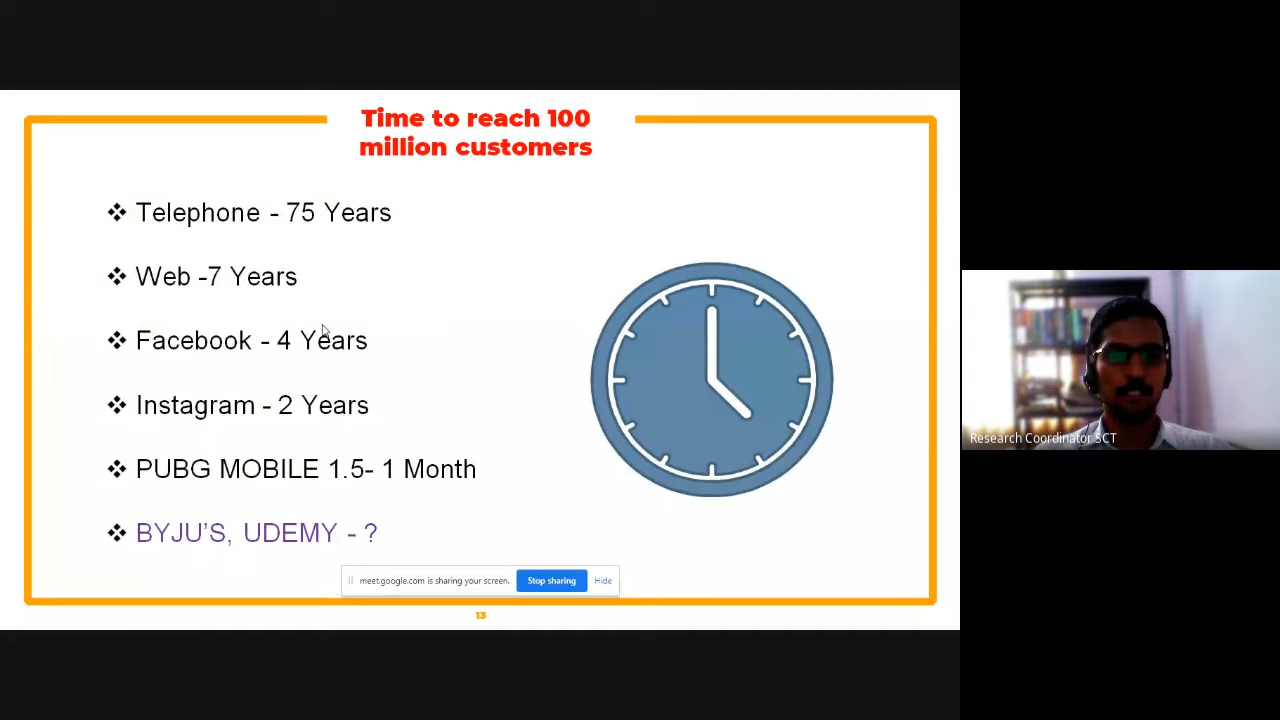 Time to reach 100
million customers
❖ Telephone - 75 Years
❖ Web -7 Years
❖ Facebook - 4 Years
❖ Instagram - 2 Years
❖ PUBG MOBILE 1.5- 1 Month
❖ BYJU'S, UDEMY - ?
meet.google.com is sharing your screen. Stop sharing Hide
13
Research Coordinator SCT